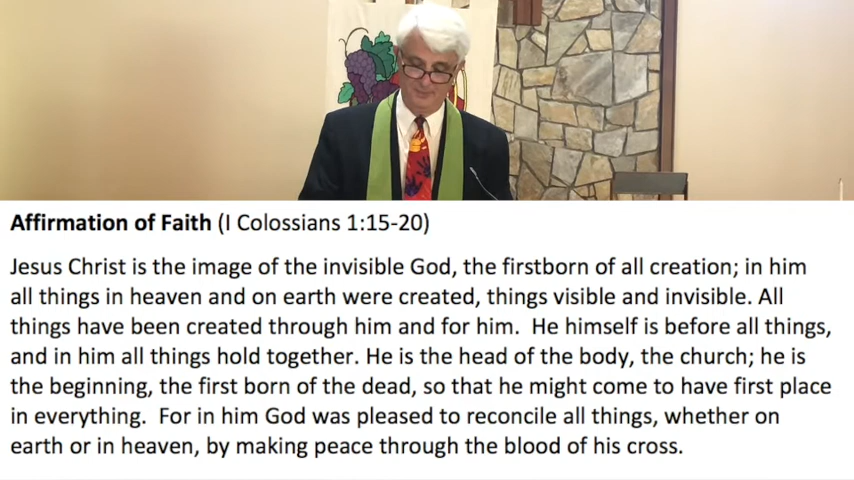 Affirmation of Faith (I Colossians 1:15-20)
Jesus Christ is the image of the invisible God, the firstborn of all creation; in him
all things in heaven and on earth were created, things visible and invisible. All
things have been created through him and for him.  He himself is before all things,
and in him all things hold together. He is the head of the body, the church; he is
the beginning, the first born of the dead, so that he might come to have first place
in everything.  For in him God was pleased to reconcile all things, whether on
earth or in heaven, by making peace through the blood of his cross.